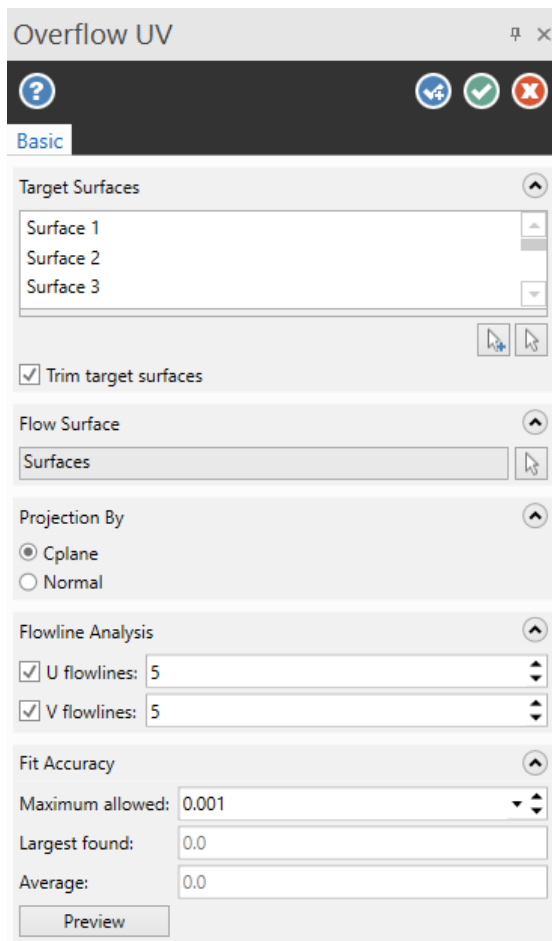 Overflow UV
?
Basic
Target Surfaces
Surface 1
Surface 2
Surface 3
Trim target surfaces
Flow Surface
Surfaces
Projection By
Cplane
Normal
Flowline Analysis
U flowlines: 5
V flowlines: 5
Fit Accuracy
Maximum allowed: 0.001
Largest found: 0.0
Average: 0.0
Preview